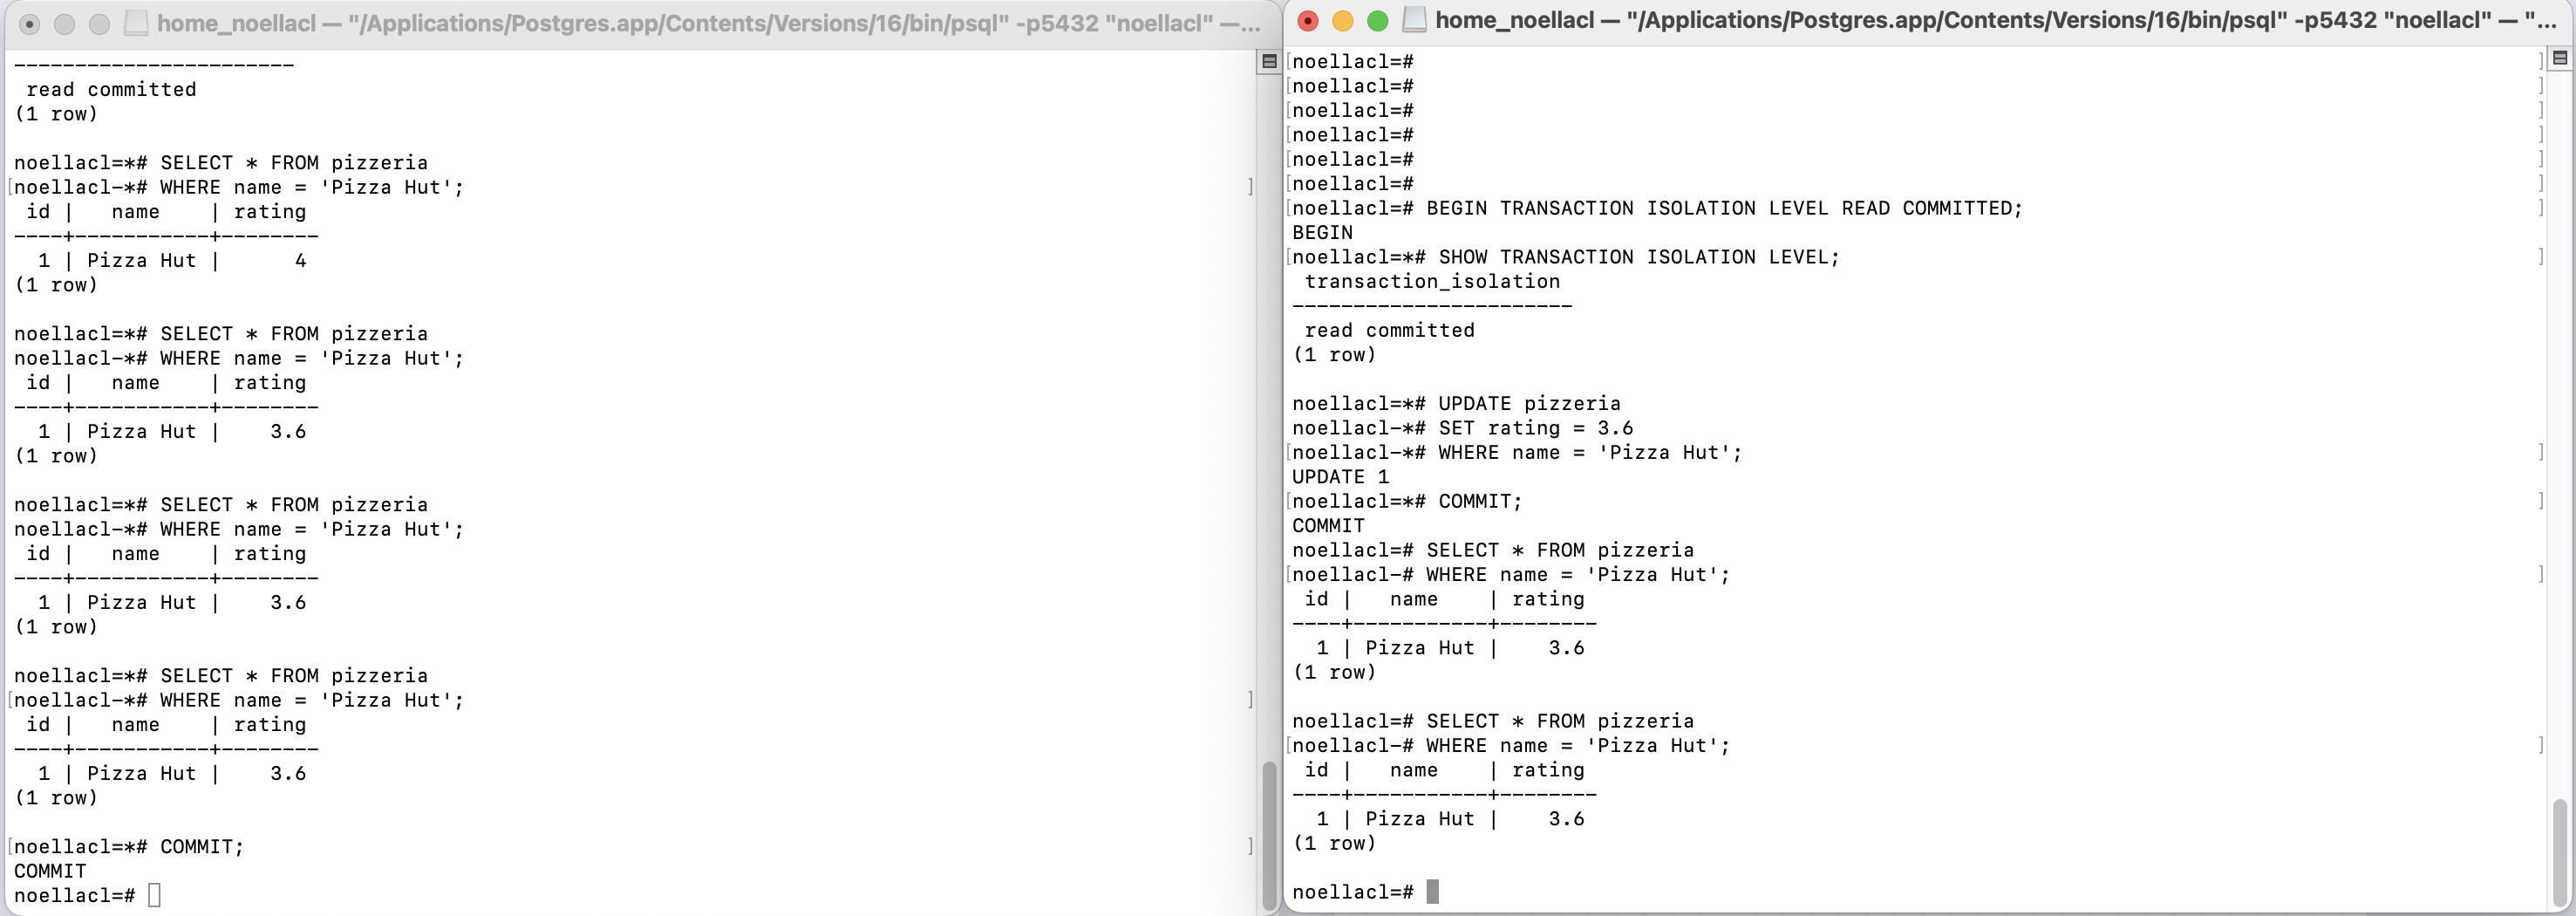 home_noellacl — "/Applications/Postgres.app/Contents/Versions/16/bin/psql" -p5432 "noellacl" —...
----------------------
 read committed
(1 row)
noellacl=*# SELECT * FROM pizzeria
[noellacl-*# WHERE name = 'Pizza Hut'; ]
 id |   name    | rating
----+-----------+--------
  1 | Pizza Hut |      4
(1 row)
noellacl=*# SELECT * FROM pizzeria
noellacl-*# WHERE name = 'Pizza Hut';
 id |   name    | rating
----+-----------+--------
  1 | Pizza Hut |    3.6
(1 row)
noellacl=*# SELECT * FROM pizzeria
noellacl-*# WHERE name = 'Pizza Hut';
 id |   name    | rating
----+-----------+--------
  1 | Pizza Hut |    3.6
(1 row)
noellacl=*# SELECT * FROM pizzeria
[noellacl-*# WHERE name = 'Pizza Hut'; ]
 id |   name    | rating
----+-----------+--------
  1 | Pizza Hut |    3.6
(1 row)
[noellacl=*# COMMIT; ]
COMMIT
noellacl=#
home_noellacl — "/Applications/Postgres.app/Contents/Versions/16/bin/psql" -p5432 "noellacl" — "...
[noellacl=# ]
[noellacl=# ]
[noellacl=# ]
[noellacl=# ]
[noellacl=# ]
[noellacl=# ]
[noellacl=# BEGIN TRANSACTION ISOLATION LEVEL READ COMMITTED; ]
BEGIN
[noellacl=*# SHOW TRANSACTION ISOLATION LEVEL; ]
 transaction_isolation
-----------------------
 read committed
(1 row)
noellacl=*# UPDATE pizzeria
noellacl-*# SET rating = 3.6
[noellacl-*# WHERE name = 'Pizza Hut'; ]
UPDATE 1
[noellacl=*# COMMIT; ]
COMMIT
noellacl=# SELECT * FROM pizzeria
[noellacl-# WHERE name = 'Pizza Hut'; ]
 id |   name    | rating
----+-----------+--------
  1 | Pizza Hut |    3.6
(1 row)
noellacl=# SELECT * FROM pizzeria
[noellacl-# WHERE name = 'Pizza Hut'; ]
 id |   name    | rating
----+-----------+--------
  1 | Pizza Hut |    3.6
(1 row)
noellacl=#